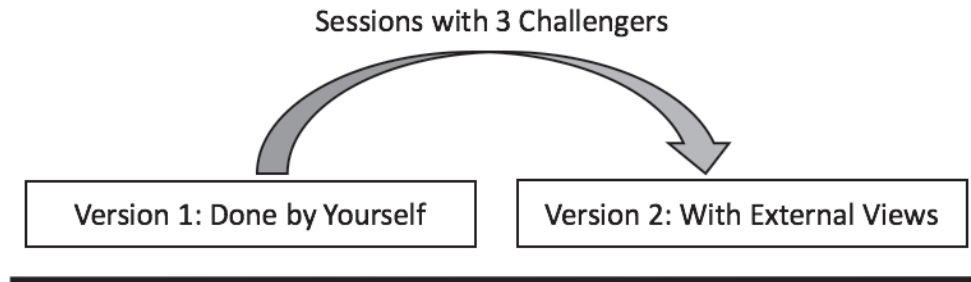 Sessions with 3 Challengers
Version 1: Done by Yourself
Version 2: With External Views